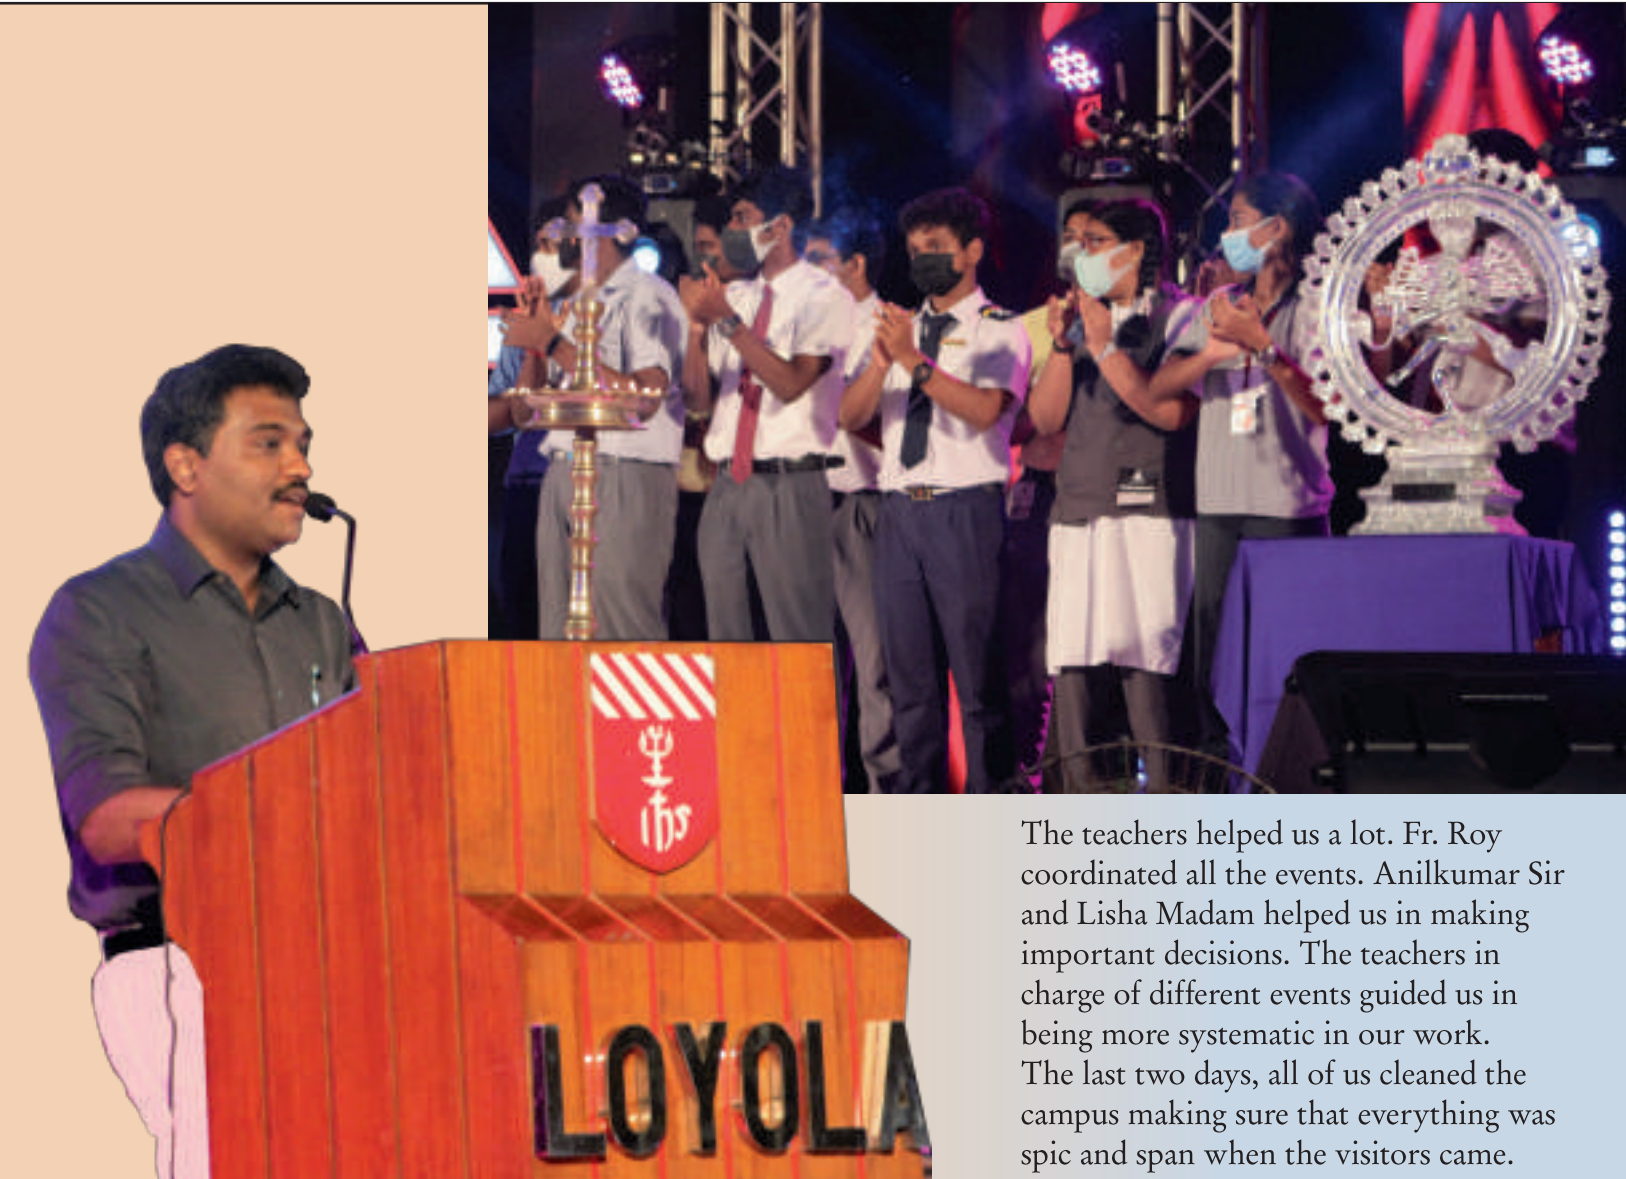 ihs
LOYOLA
The teachers helped us a lot. Fr. Roy
coordinated all the events. Anilkumar Sir
and Lisha Madam helped us in making
important decisions. The teachers in
charge of different events guided us in
being more systematic in our work.
The last two days, all of us cleaned the
campus making sure that everything was
spic and span when the visitors came.